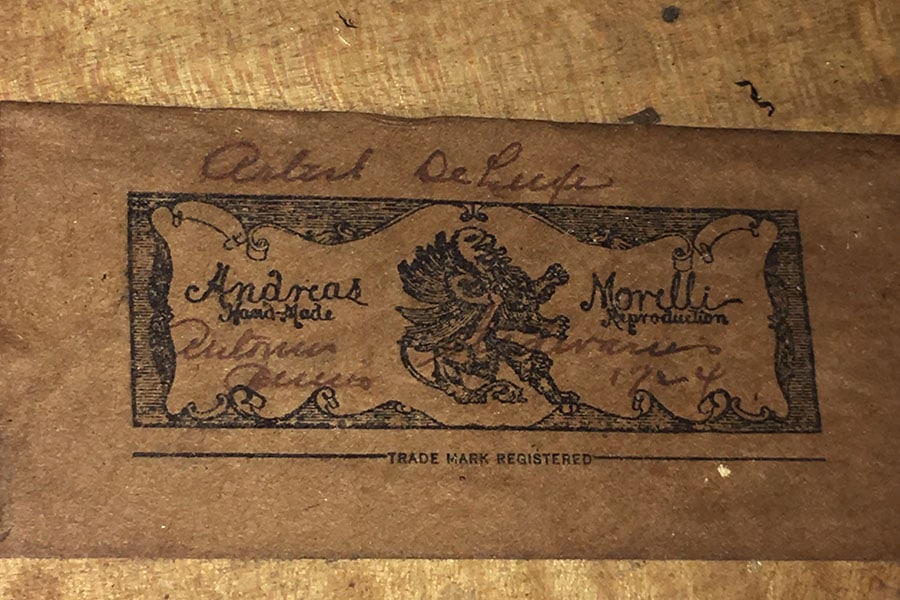 Artist De Luxe
Andreas Morelli
Hand-Made Reproduction
Antonius
1724
TRADE MARK REGISTERED